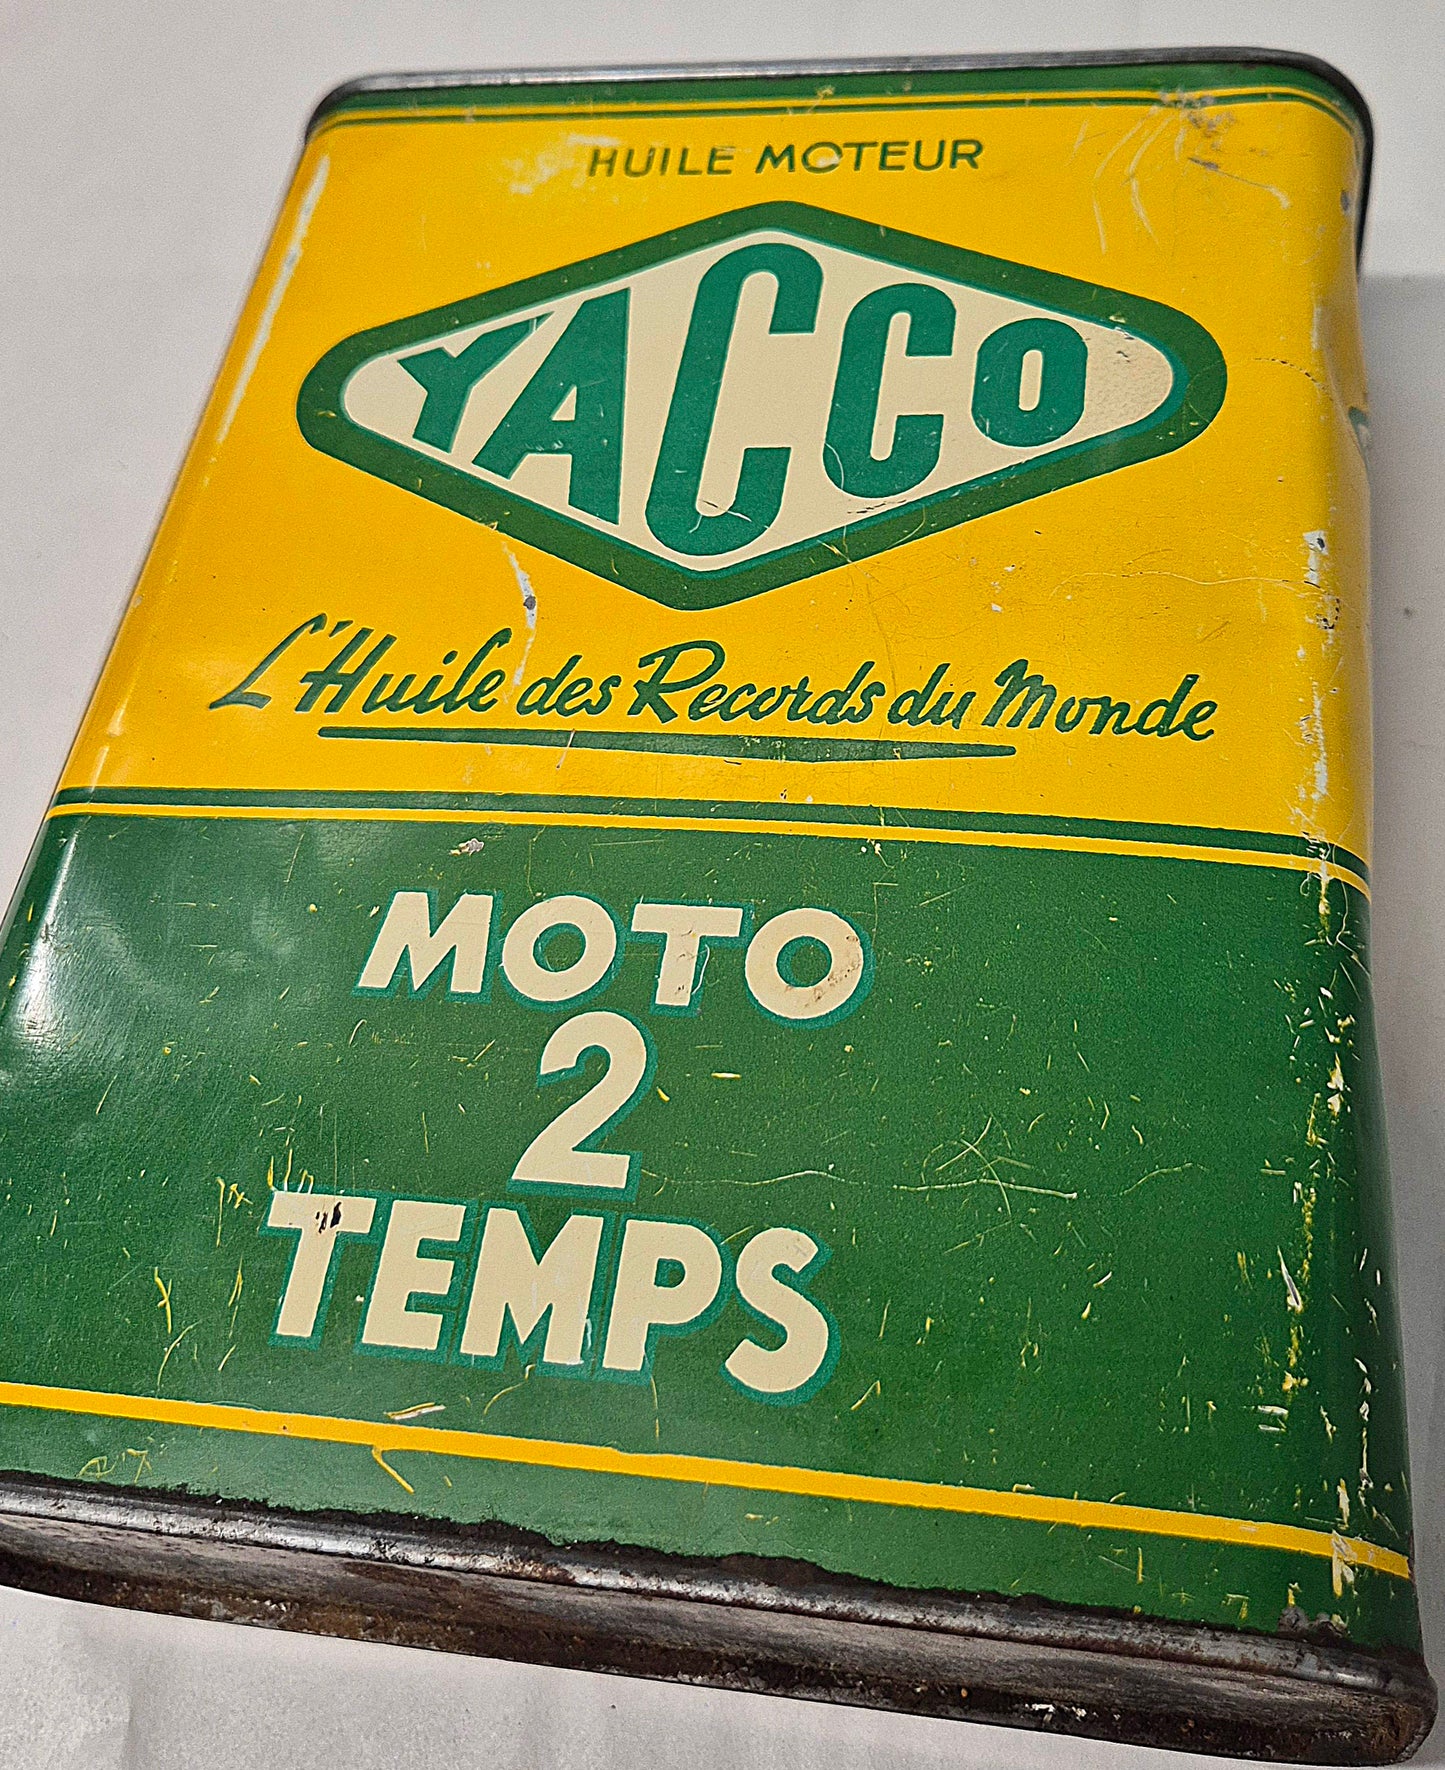 HUILE MOTEUR
YACCO
L'Huile des Records du Monde
MOTO
2
TEMPS